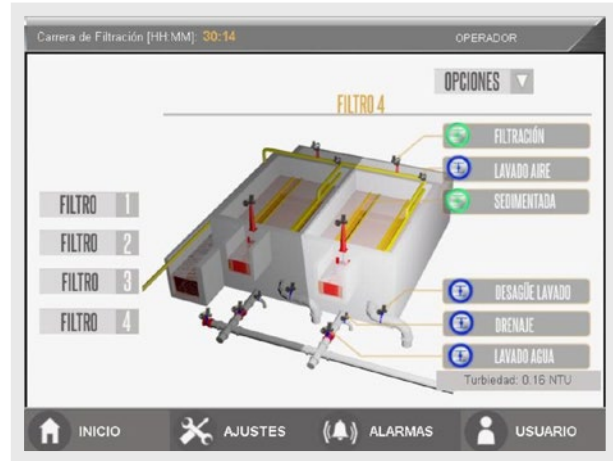 Carrera de Filtración [HH:MM]: 30:14
OPERADOR
OPCIONES
FILTRO 4
FILTRACIÓN
LAVADO AIRE
SEDIMENTADA
FILTRO 1
FILTRO 2
FILTRO 3
FILTRO 4
DESAGÜE LAVADO
DRENAJE
LAVADO AGUA
Turbiedad: 0.16 NTU
INICIO
AJUSTES
ALARMAS
USUARIO